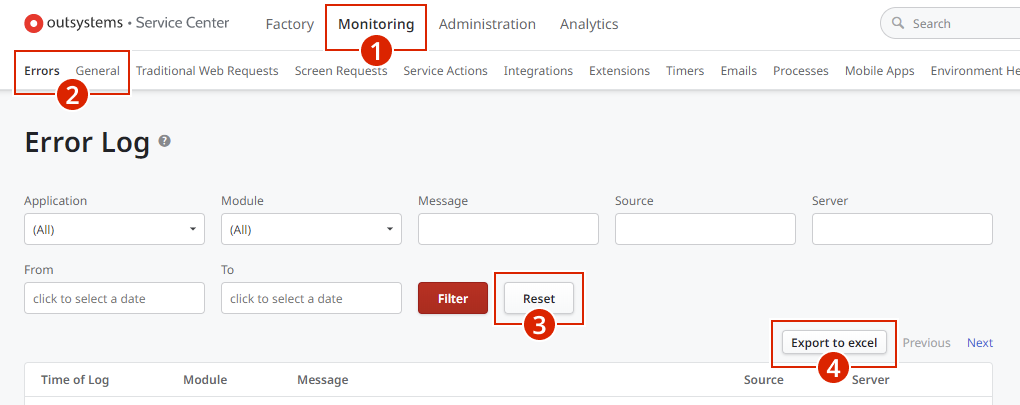 outsystems • Service Center Factory Monitoring Administration Analytics Search
1
Errors General Traditional Web Requests Screen Requests Service Actions Integrations Extensions Timers Emails Processes Mobile Apps Environment He
2
Error Log ?
Application Module Message Source Server
(All) (All)
From To
click to select a date click to select a date Filter Reset
3
Export to excel Previous Next
4
Time of Log Module Message Source Server